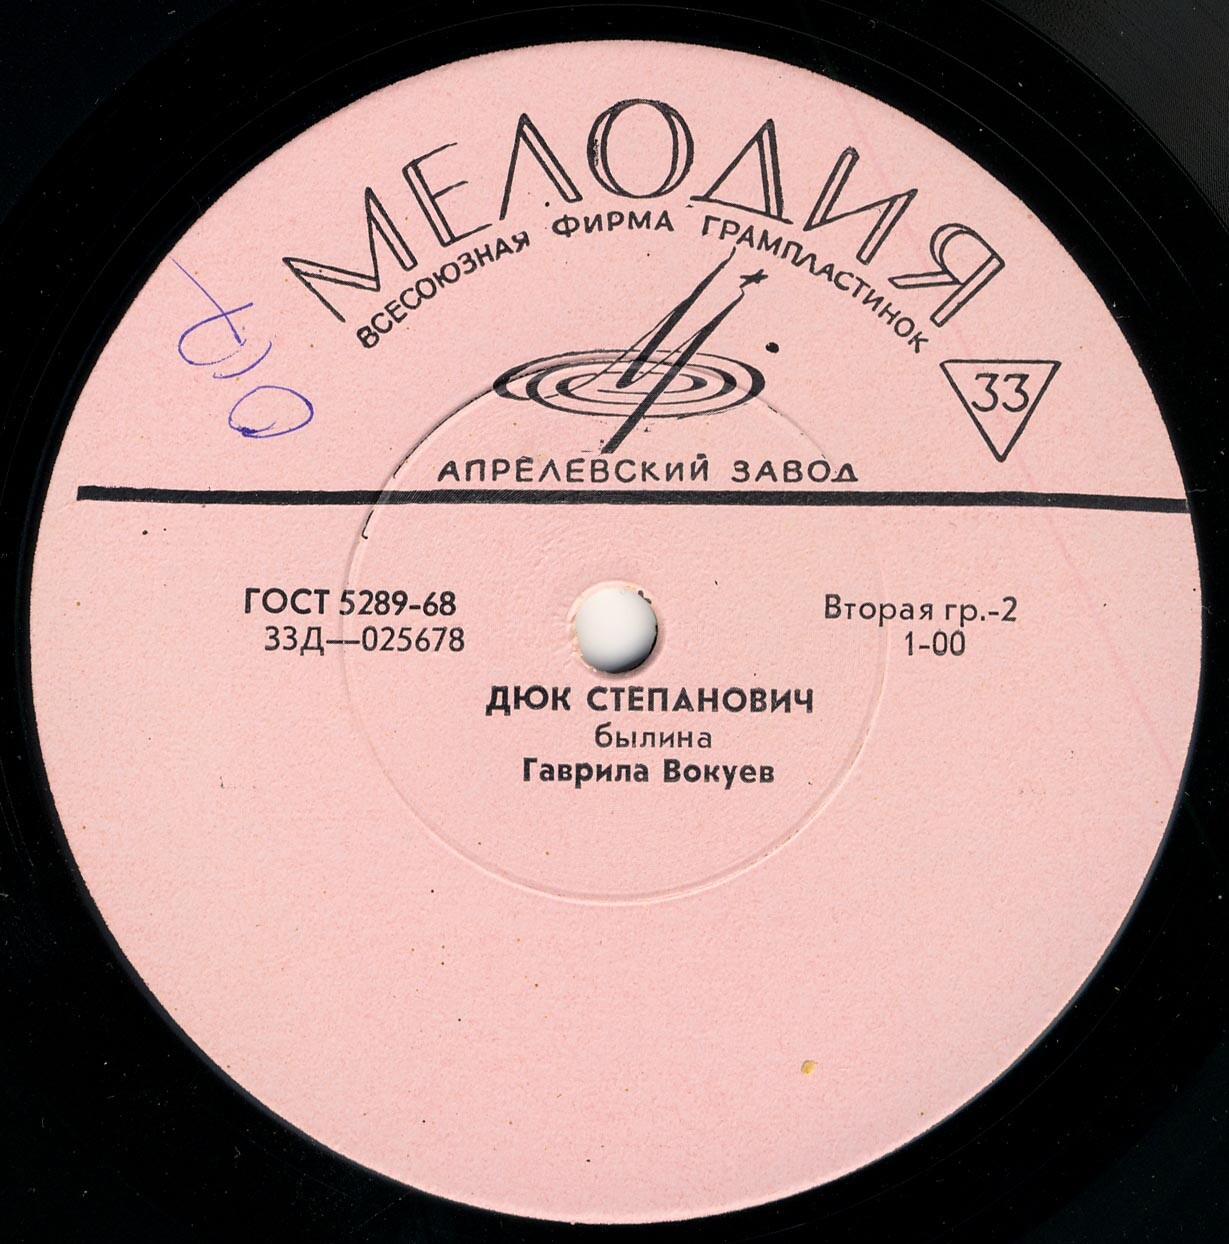 МЕЛОДИЯ
ВСЕСОЮЗНАЯ ФИРМА ГРАМПЛАСТИНОК
33
АПРЕЛЕВСКИЙ ЗАВОД
ГОСТ 5289-68
33Д—025678
Вторая гр.-2
1-00
ДЮК СТЕПАНОВИЧ
былина
Гаврила Вокуев